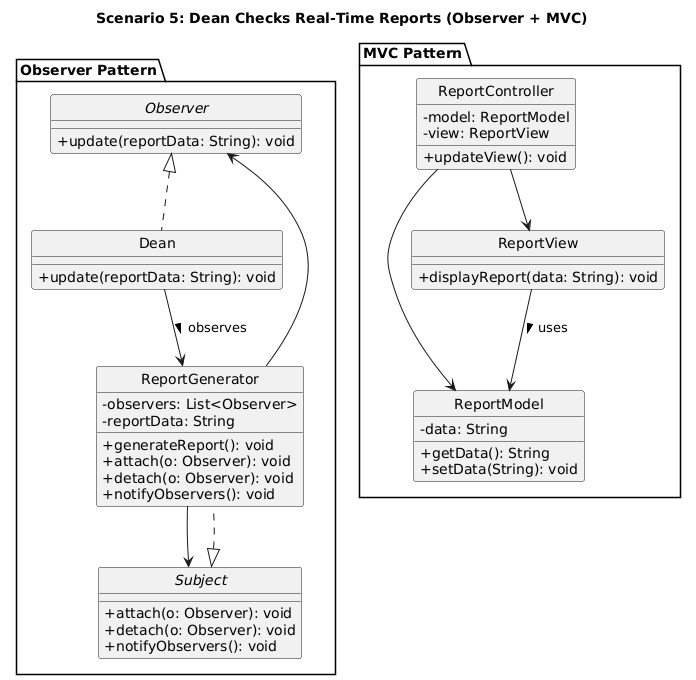 Scenario 5: Dean Checks Real-Time Reports (Observer + MVC)
Observer Pattern
Observer
+update(reportData: String): void
Dean
+update(reportData: String): void
observes
ReportGenerator
-observers: List<Observer>
-reportData: String
+generateReport(): void
+attach(o: Observer): void
+detach(o: Observer): void
+notifyObservers(): void
Subject
+attach(o: Observer): void
+detach(o: Observer): void
+notifyObservers(): void
MVC Pattern
ReportController
-model: ReportModel
-view: ReportView
+updateView(): void
ReportView
+displayReport(data: String): void
uses
ReportModel
-data: String
+getData(): String
+setData(String): void